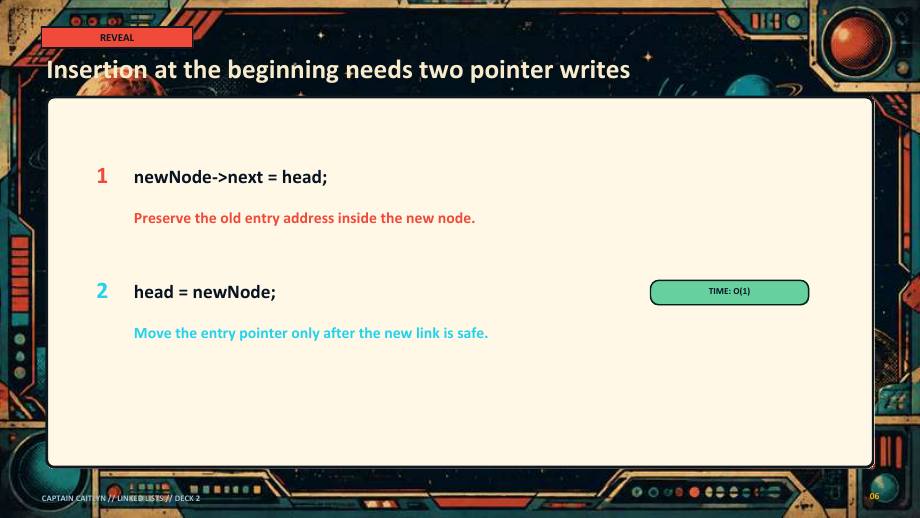 REVEAL
Insertion at the beginning needs two pointer writes
1 newNode->next = head;
Preserve the old entry address inside the new node.
2 head = newNode;
TIME: O(1)
Move the entry pointer only after the new link is safe.
CAPTAIN CAITLYN // LINKED LISTS // DECK 2
06